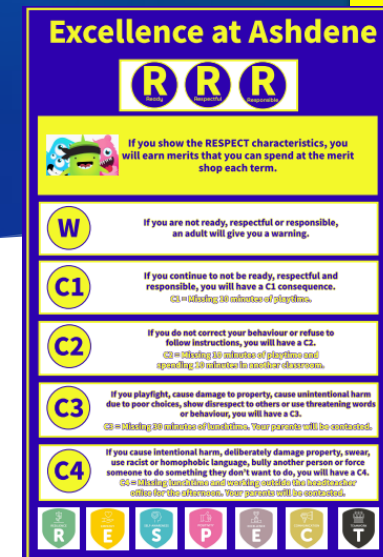 Excellence at Ashdene
R R R
Ready Respectful Responsible
If you show the RESPECT characteristics, you
will earn merits that you can spend at the merit
shop each term.
W
If you are not ready, respectful or responsible,
an adult will give you a warning.
C1
If you continue to not be ready, respectful and
responsible, you will have a C1 consequence.
C1 = Missing 10 minutes of playtime.
C2
If you do not correct your behaviour or refuse to
follow instructions, you will have a C2.
C2 = Missing 10 minutes of playtime and
spending 10 minutes in another classroom.
C3
If you playfight, cause damage to property, cause unintentional harm
due to poor choices, show disrespect to others or use threatening words
or behaviour, you will have a C3.
C3 = Missing 30 minutes of lunchtime. Your parents will be contacted.
C4
If you cause intentional harm, deliberately damage property, swear,
use racist or homophobic language, bully another person or force
someone to do something they don't want to do, you will have a C4.
C4 = Missing lunchtime and working outside the headteacher
office for the afternoon. Your parents will be contacted.
R E S P E C T